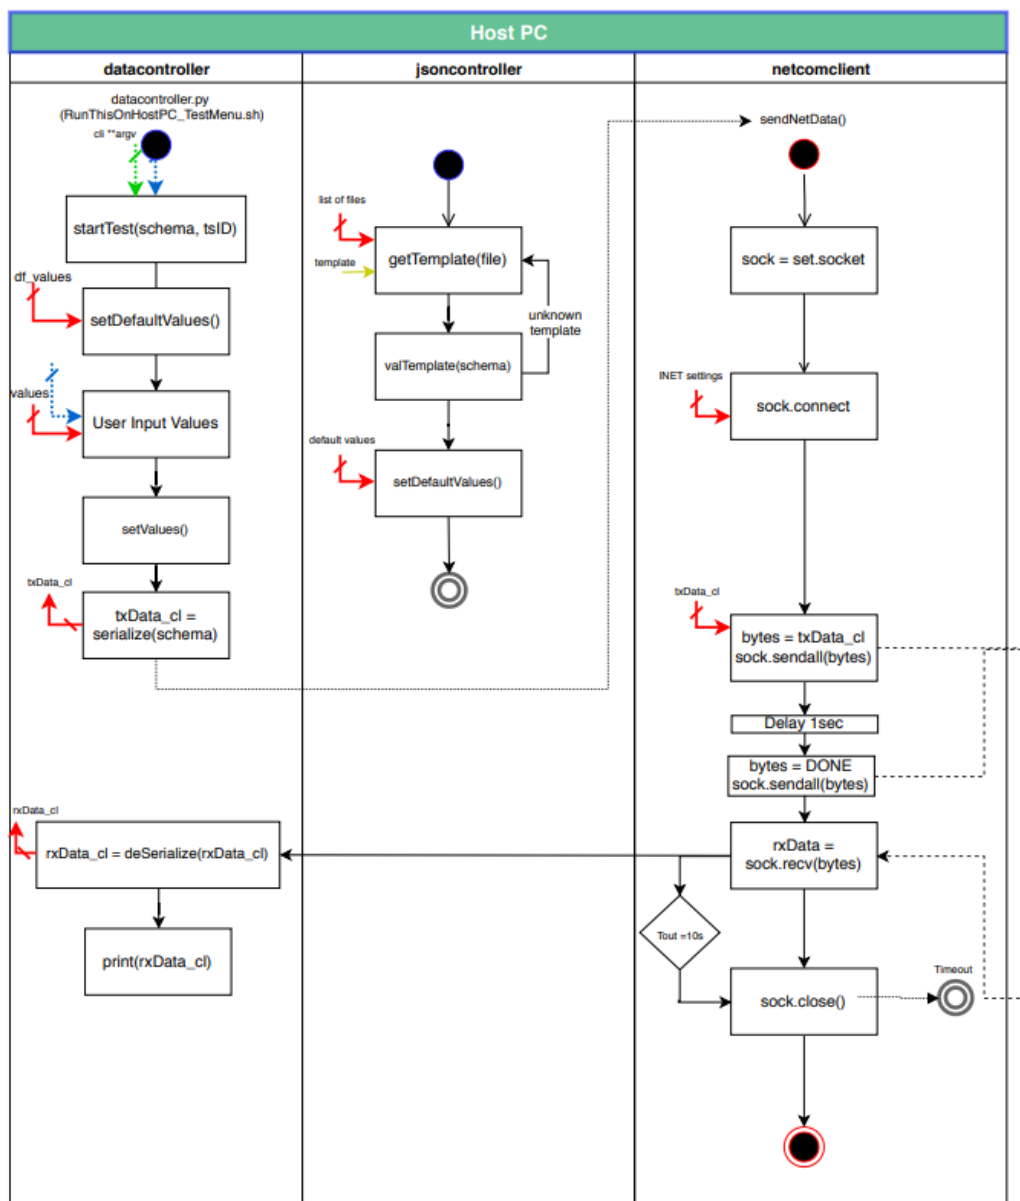 Host PC
datacontroller
jsoncontroller
netcomclient
datacontroller.py
(RunThisOnHostPC_TestMenu.sh)
cli **argv
startTest(schema, tsID)
df_values
setDefaultValues()
values
User Input Values
setValues()
txData_cl
txData_cl =
serialize(schema)
rxData_cl
rxData_cl = deSerialize(rxData_cl)
print(rxData_cl)
list of files
template
getTemplate(file)
unknown
template
valTemplate(schema)
default values
setDefaultValues()
sendNetData()
sock = set.socket
INET settings
sock.connect
txData_cl
bytes = txData_cl
sock.sendall(bytes)
Delay 1sec
bytes = DONE
sock.sendall(bytes)
rxData =
sock.recv(bytes)
Tout =10s
Timeout
sock.close()